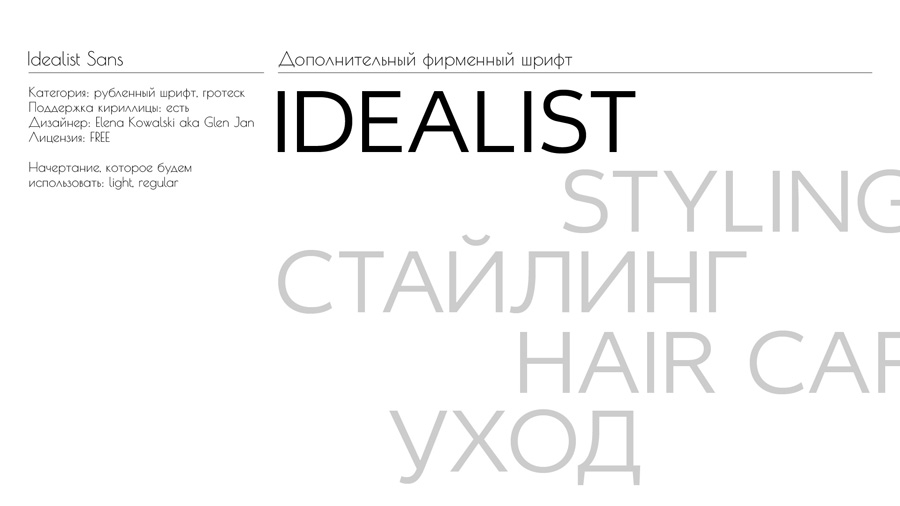 Idealist Sans
Категория: рубленный шрифт, гротеск
Поддержка кириллицы: есть
Дизайнер: Elena Kowalski aka Glen Jan
Лицензия: FREE
Начертание, которое будем
использовать: light, regular
Дополнительный фирменный шрифт
IDEALIST
STYLING
СТАЙЛИНГ
HAIR CAR
УХОД